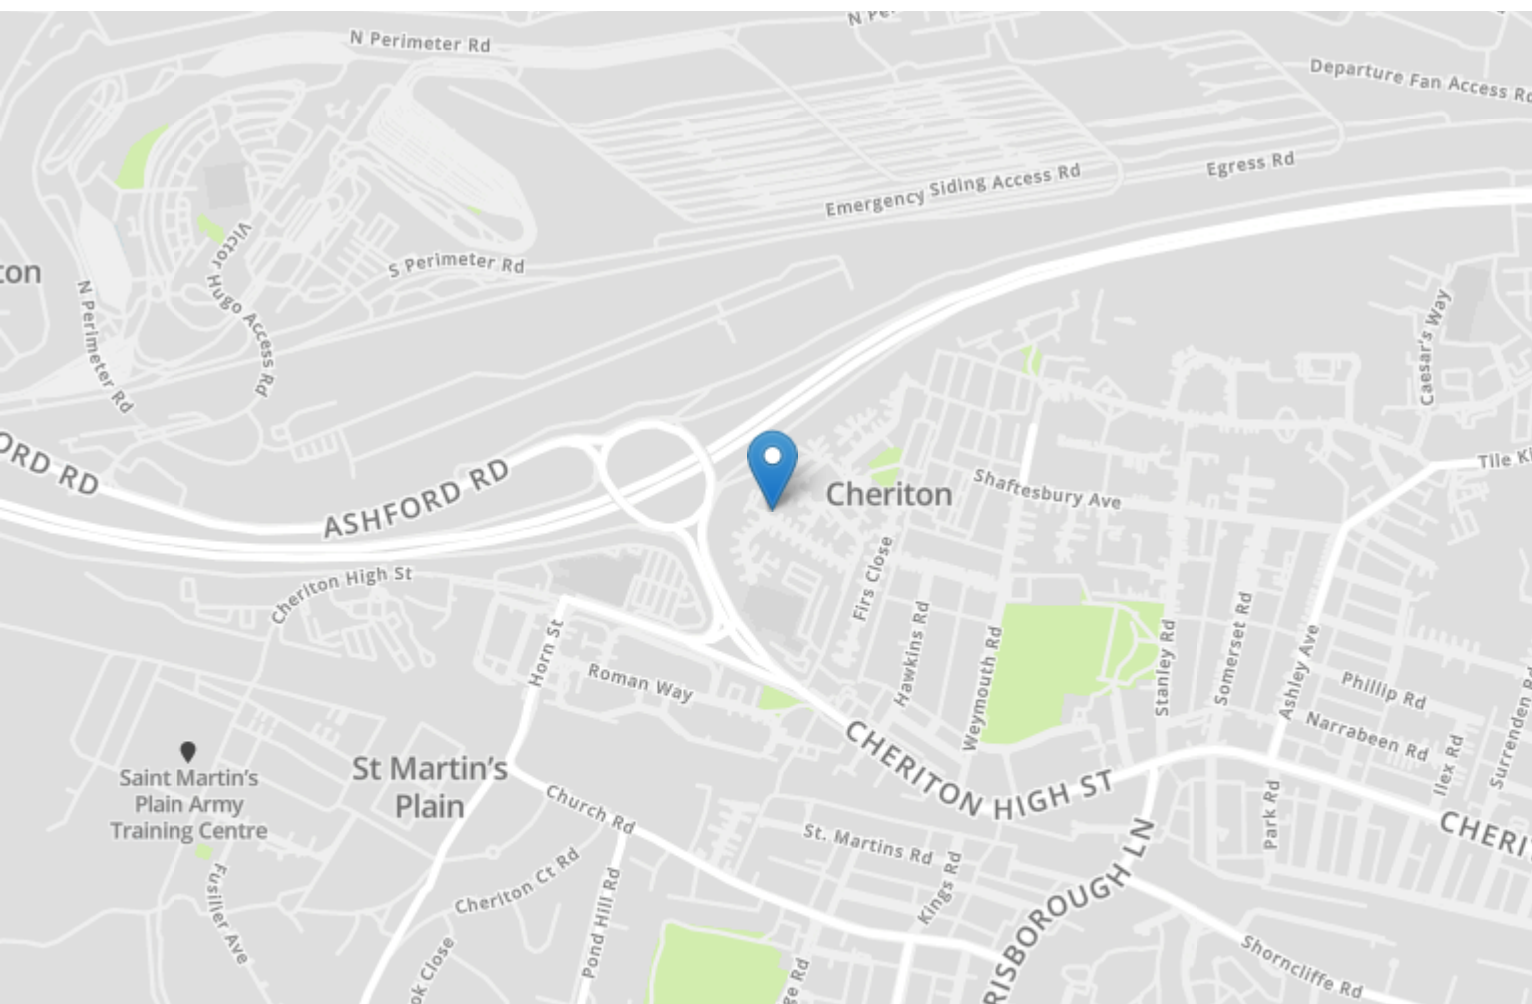 N Perimeter Rd
Departure Fan Access Rd
Egress Rd
Emergency Siding Access Rd
Victor Hugo Access Rd
S Perimeter Rd
N Perimeter Rd
Caesar's Way
ASHFORD RD
Cheriton
Shaftesbury Ave
Cheriton High St
Firs Close
Hawkins Rd
Weymouth Rd
Stanley Rd
Somerset Rd
Ashley Ave
Horn St
Roman Way
Phillip Rd
Narrabeen Rd
Ilex Rd
CHERITON HIGH ST
Saint Martin's
Plain Army
Training Centre
St Martin's
Plain
Church Rd
St. Martins Rd
Kings Rd
Park Rd
Cheriton Ct Rd
Pond Hill Rd
Fusilier Ave
RISBOROUGH LN
Shorncliffe Rd